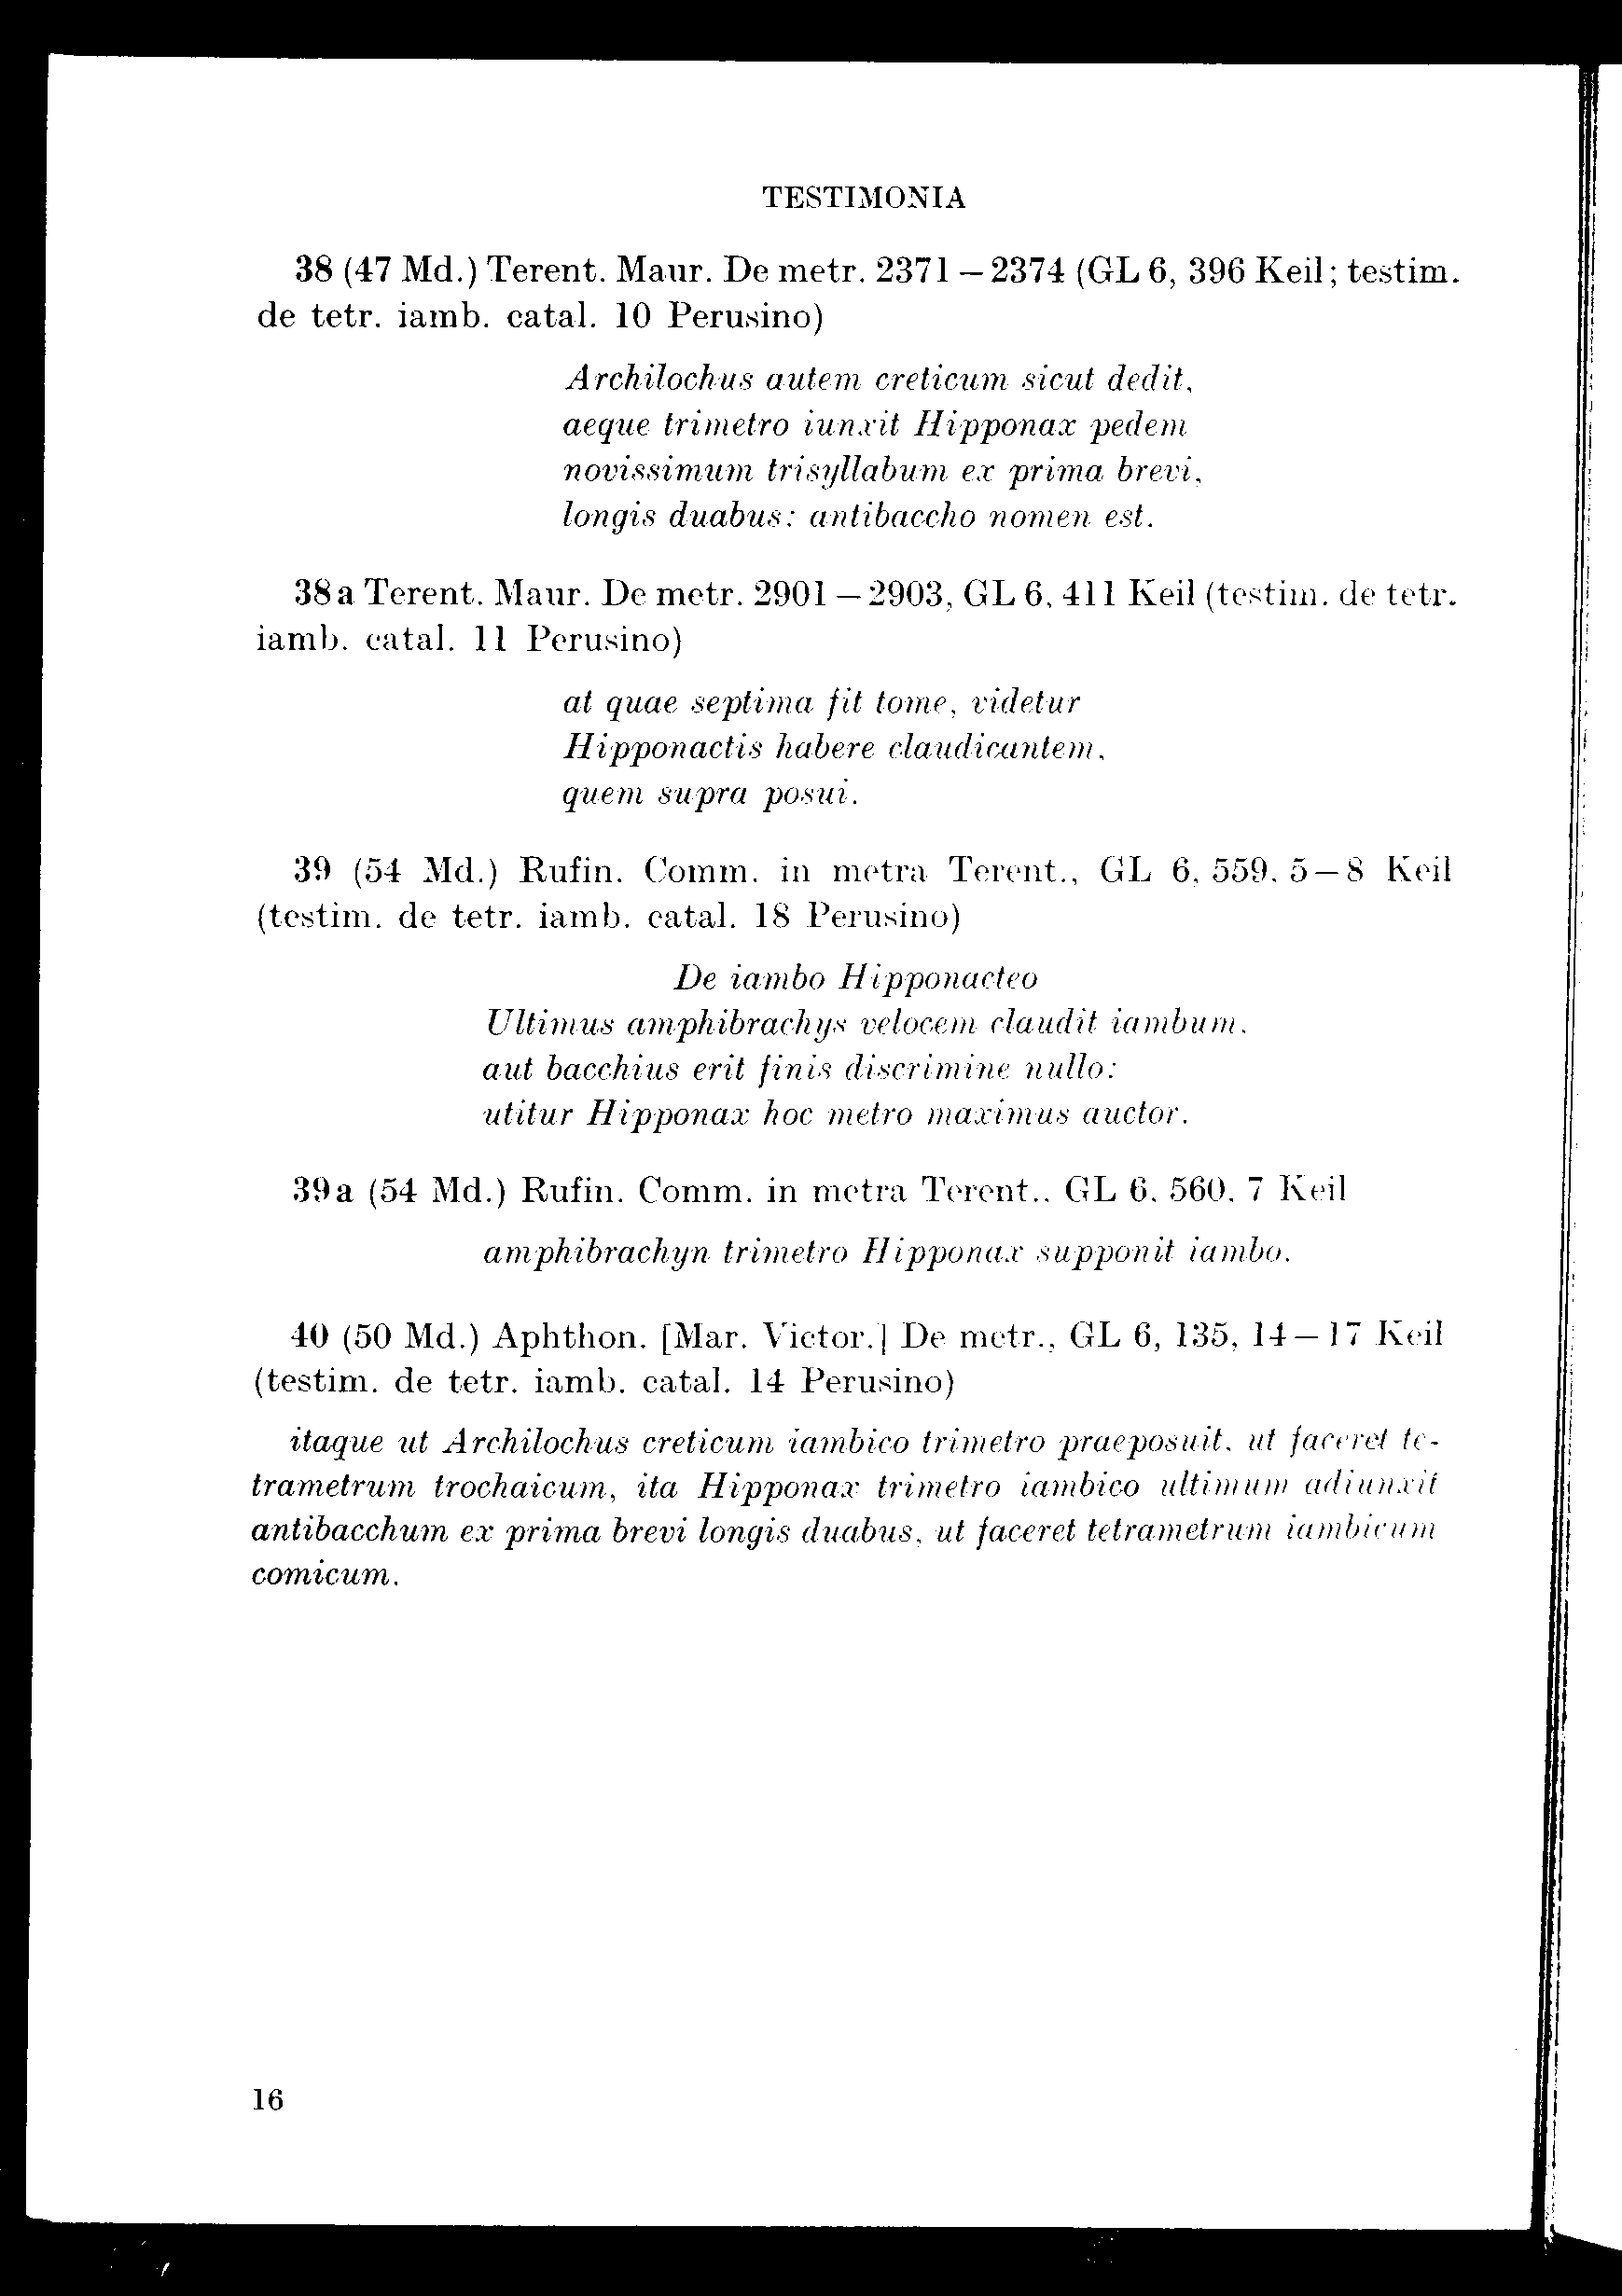 TESTIMONIA
38 (47 Md.) Terent. Maur. De metr. 2371 – 2374 (GL 6, 396 Keil; testim.
de tetr. iamb. catal. 10 Perusino)
Archilochus autem creticum sicut dedit,
aeque trimetro iunxit Hipponax pedem
novissimum trisyllabum ex prima brevi,
longis duabus: antibaccho nomen est.
38a Terent. Maur. De metr. 2901 – 2903, GL 6, 411 Keil (testim. de tetr.
iamb. catal. 11 Perusino)
at quae septima fit tome, videtur
Hipponactis habere claudicantem,
quem supra posui.
39 (54 Md.) Rufin. Comm. in metra Terent., GL 6, 559, 5 – 8 Keil
(testim. de tetr. iamb. catal. 18 Perusino)
De iambo Hipponacteo
Ultimus amphibrachys velocem claudit iambum,
aut bacchius erit finis discrimine nullo:
utitur Hipponax hoc metro maximus auctor.
39a (54 Md.) Rufin. Comm. in metra Terent., GL 6, 560, 7 Keil
amphibrachyn trimetro Hipponax supponit iambo.
40 (50 Md.) Aphthon. [Mar. Victor.] De metr., GL 6, 135, 14 – 17 Keil
(testim. de tetr. iamb. catal. 14 Perusino)
itaque ut Archilochus creticum iambico trimetro praeposuit, ut faceret te-
trametrum trochaicum, ita Hipponax trimetro iambico ultimum adiunxit
antibacchum ex prima brevi longis duabus, ut faceret tetrametrum iambicum
comicum.
16